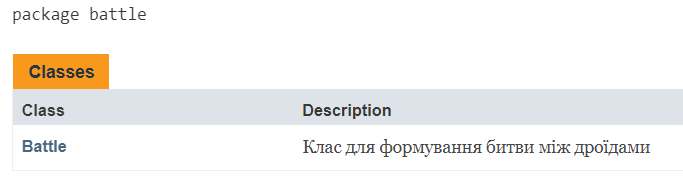 package battle
Classes
Class Description
Battle Клас для формування битви між дроїдами